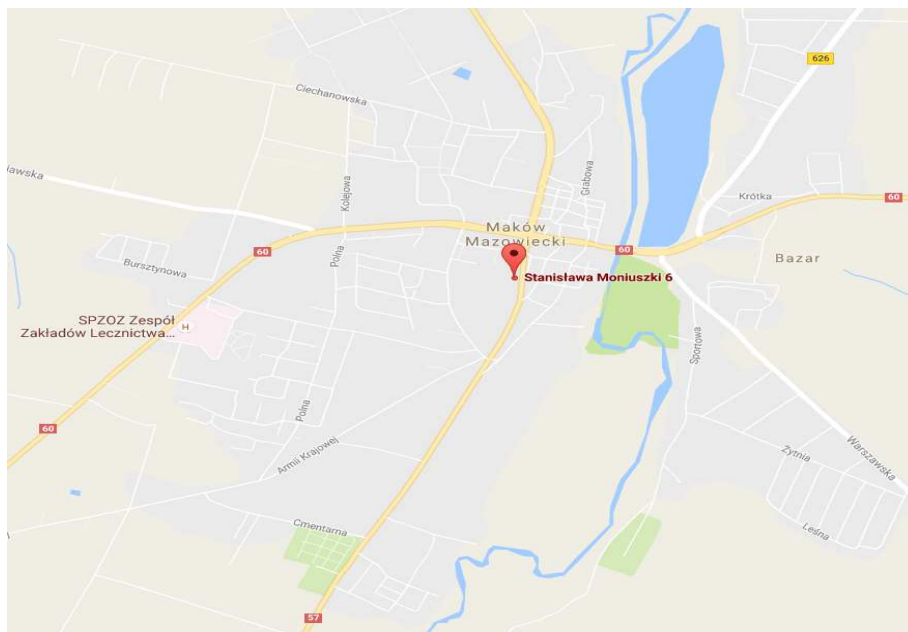 626
Ciechanowska
ławska
Kolejowa
Grabowa
Krótka
60
Maków
Mazowiecki
60
60
Bursztynowa
Polna
Bazar
Stanisława Moniuszki 6
SPZOZ Zespół
Zakładów Lecznictwa...
H
Sportowa
Polna
60
Armii Krajowej
Żytnia
Warszawska
Cmentarna
Leśna
57